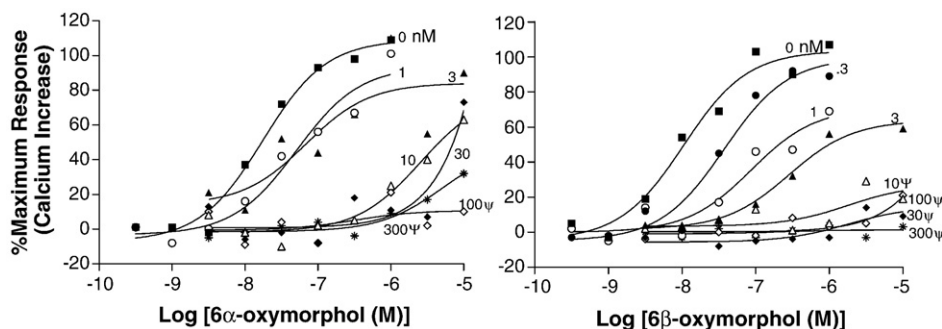 %Maximum Response
(Calcium Increase)
120
100
80
60
40
20
0
-20
-10
-9
-8
-7
-6
-5
0 nM
1
3
10
30
100Ψ
300Ψ
Log [6α-oxymorphol (M)]
120
100
80
60
40
20
0
-20
-10
-9
-8
-7
-6
-5
0 nM
.3
1
3
10Ψ
100Ψ
30Ψ
300Ψ
Log [6β-oxymorphol (M)]